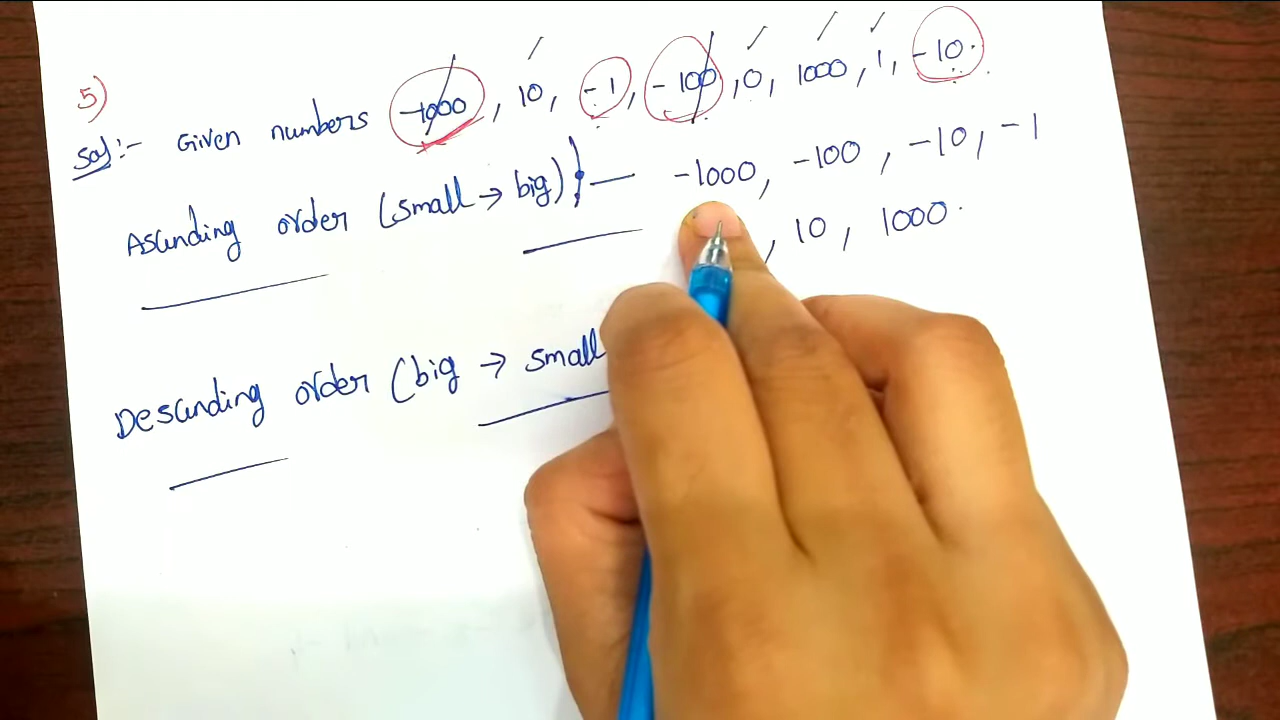 5)
Sol:- Given numbers -1000, 10, -1, -100, 0, 1000, 1, -10.
Ascending order (small → big) :— -1000, -100, -10, -1
, 10, 1000.
Descending order (big → small